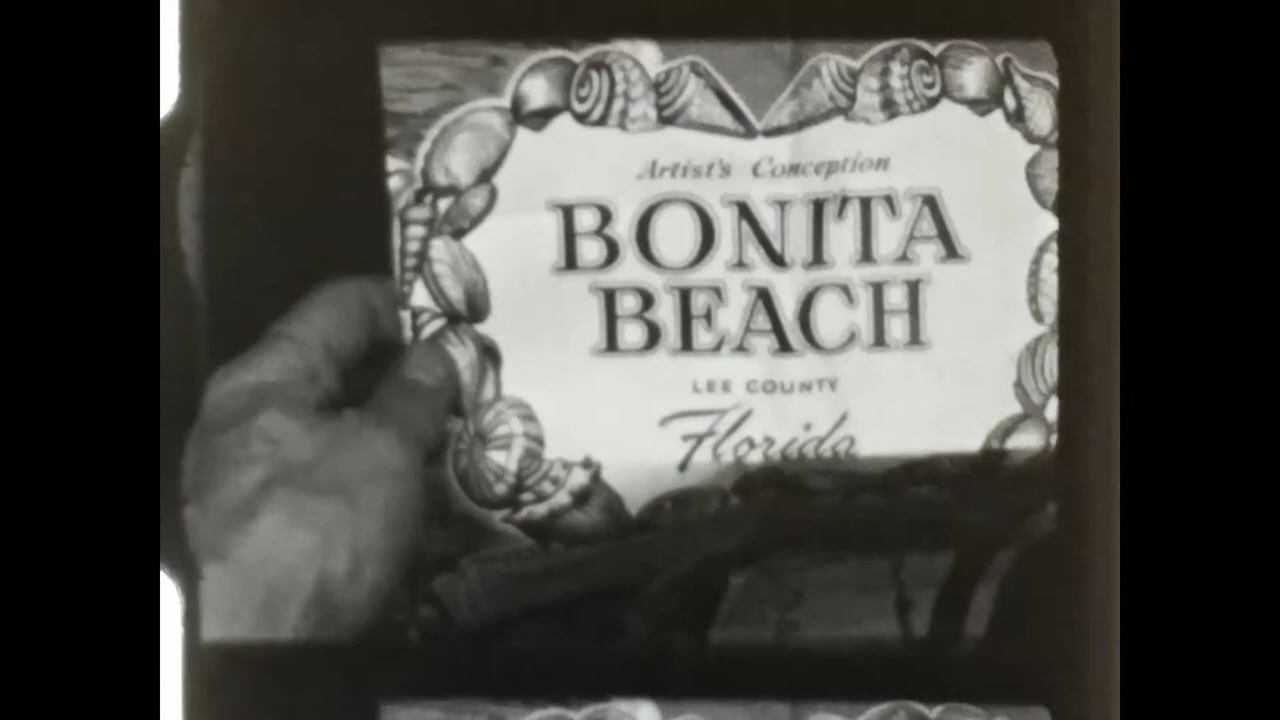 Artist's Conception
BONITA
BEACH
LEE COUNTY
Florida